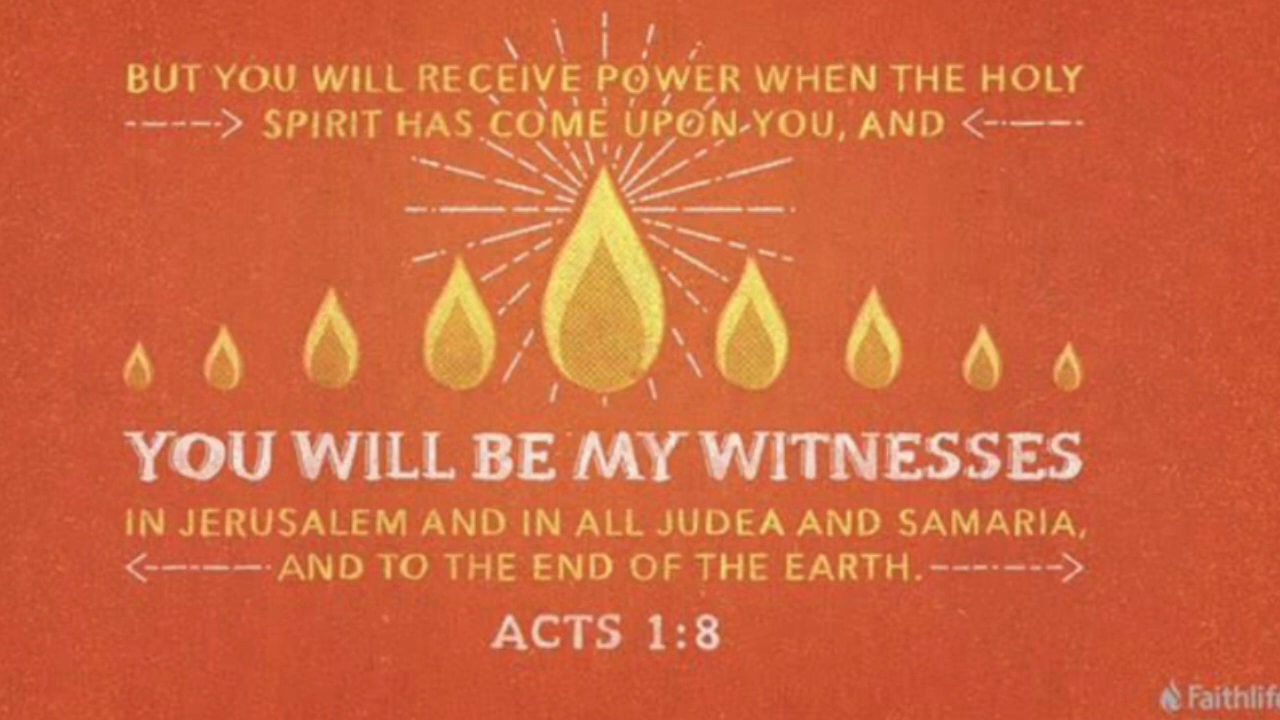 BUT YOU WILL RECEIVE POWER WHEN THE HOLY
SPIRIT HAS COME UPON YOU, AND
YOU WILL BE MY WITNESSES
IN JERUSALEM AND IN ALL JUDEA AND SAMARIA,
AND TO THE END OF THE EARTH.
ACTS 1:8
Faithlife